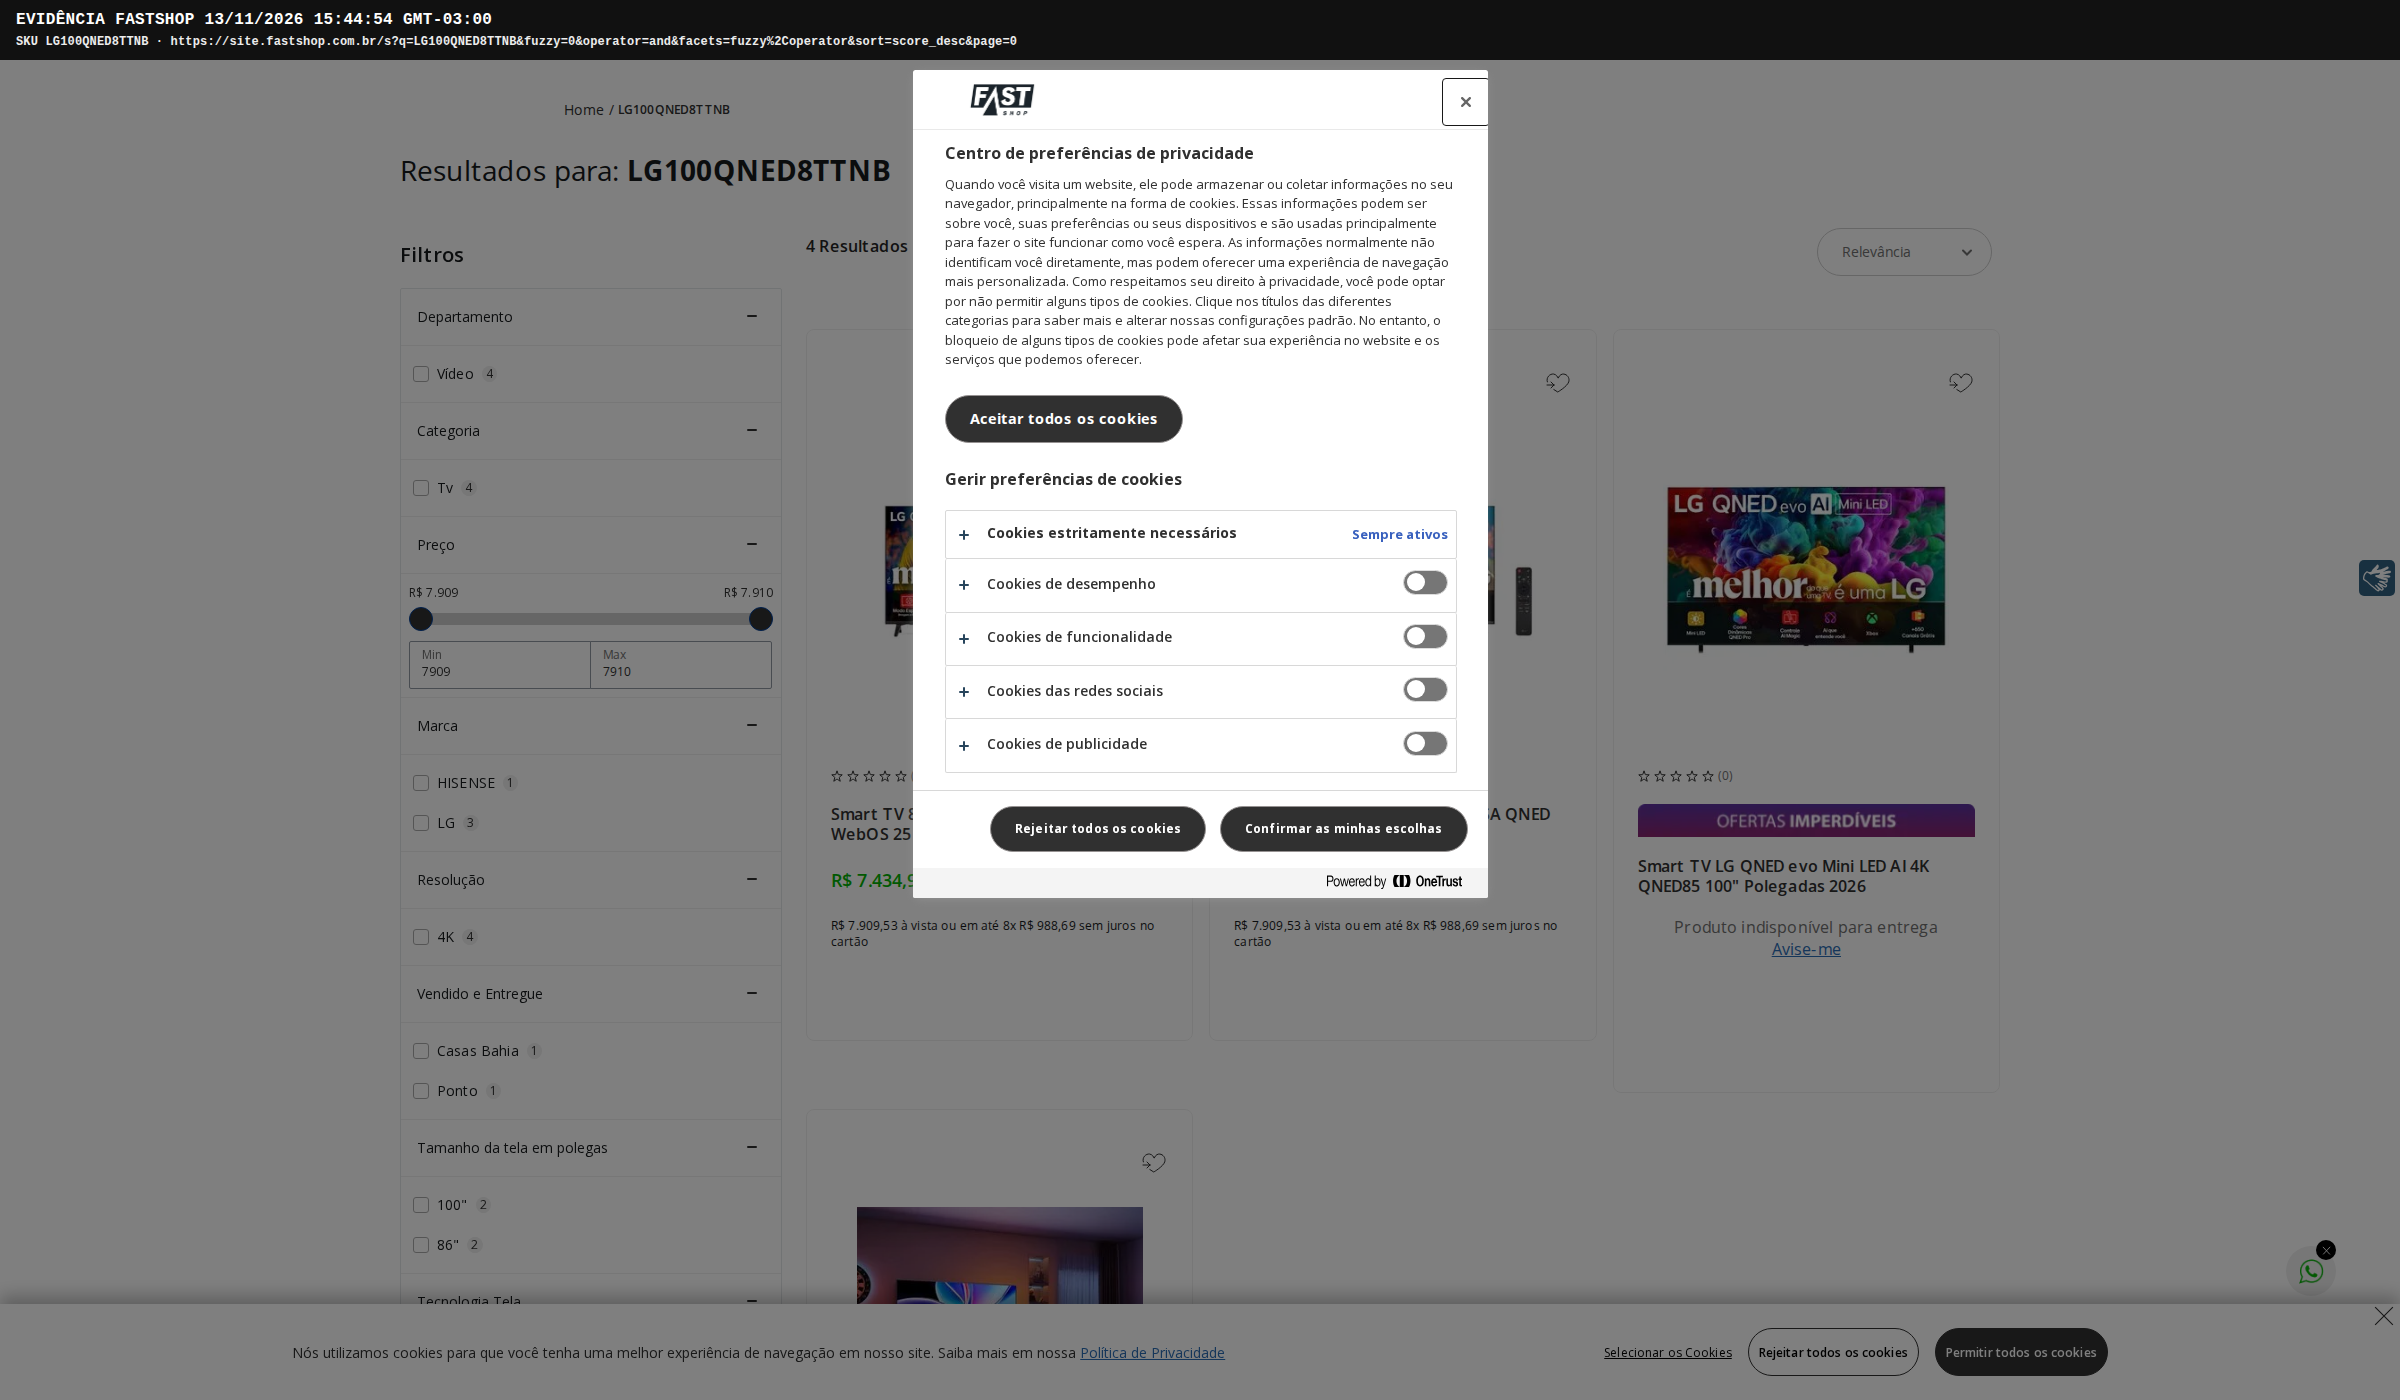 EVIDÊNCIA FASTSHOP 13/11/2026 15:44:54 GMT-03:00
SKU LG100QNED8TTNB · https://site.fastshop.com.br/s?q=LG100QNED8TTNB&fuzzy=0&operator=and&facets=fuzzy%2Coperator&sort=score_desc&page=0
Home / LG100QNED8TTNB
Resultados para: LG100QNED8TTNB
Filtros
4 Resultados
Relevância
Departamento
Vídeo 4
Categoria
Tv 4
Preço
R$ 7.909 R$ 7.910
Min Max
7909 7910
Marca
HISENSE 1
LG 3
Resolução
4K 4
Vendido e Entregue
Casas Bahia 1
Ponto 1
Tamanho da tela em polegas
100" 2
86" 2
Tecnologia Tela
FAST
SHOP
Centro de preferências de privacidade
Quando você visita um website, ele pode armazenar ou coletar informações no seu
navegador, principalmente na forma de cookies. Essas informações podem ser
sobre você, suas preferências ou seus dispositivos e são usadas principalmente
para fazer o site funcionar como você espera. As informações normalmente não
identificam você diretamente, mas podem oferecer uma experiência de navegação
mais personalizada. Como respeitamos seu direito à privacidade, você pode optar
por não permitir alguns tipos de cookies. Clique nos títulos das diferentes
categorias para saber mais e alterar nossas configurações padrão. No entanto, o
bloqueio de alguns tipos de cookies pode afetar sua experiência no website e os
serviços que podemos oferecer.
Aceitar todos os cookies
Gerir preferências de cookies
Cookies estritamente necessários Sempre ativos
Cookies de desempenho
Cookies de funcionalidade
Cookies das redes sociais
Cookies de publicidade
Rejeitar todos os cookies Confirmar as minhas escolhas
Powered by OneTrust
LG
Smart TV
WebOS 25
R$ 7.434,9
R$ 7.909,53 à vista ou em até 8x R$ 988,69 sem juros no
cartão
QNED
R$ 7.909,53 à vista ou em até 8x R$ 988,69 sem juros no
cartão
LG QNED evo AI Mini LED
É melhor do que uma TV, é uma LG
Mini LED
Xbox
(0)
OFERTAS IMPERDÍVEIS
Smart TV LG QNED evo Mini LED AI 4K
QNED85 100" Polegadas 2026
Produto indisponível para entrega
Avise-me
Nós utilizamos cookies para que você tenha uma melhor experiência de navegação em nosso site. Saiba mais em nossa Política de Privacidade
Selecionar os Cookies
Rejeitar todos os cookies
Permitir todos os cookies